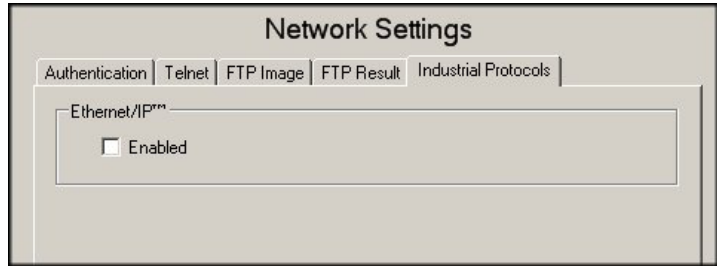 Network Settings
Authentication Telnet FTP Image FTP Result Industrial Protocols
Ethernet/IP™
Enabled